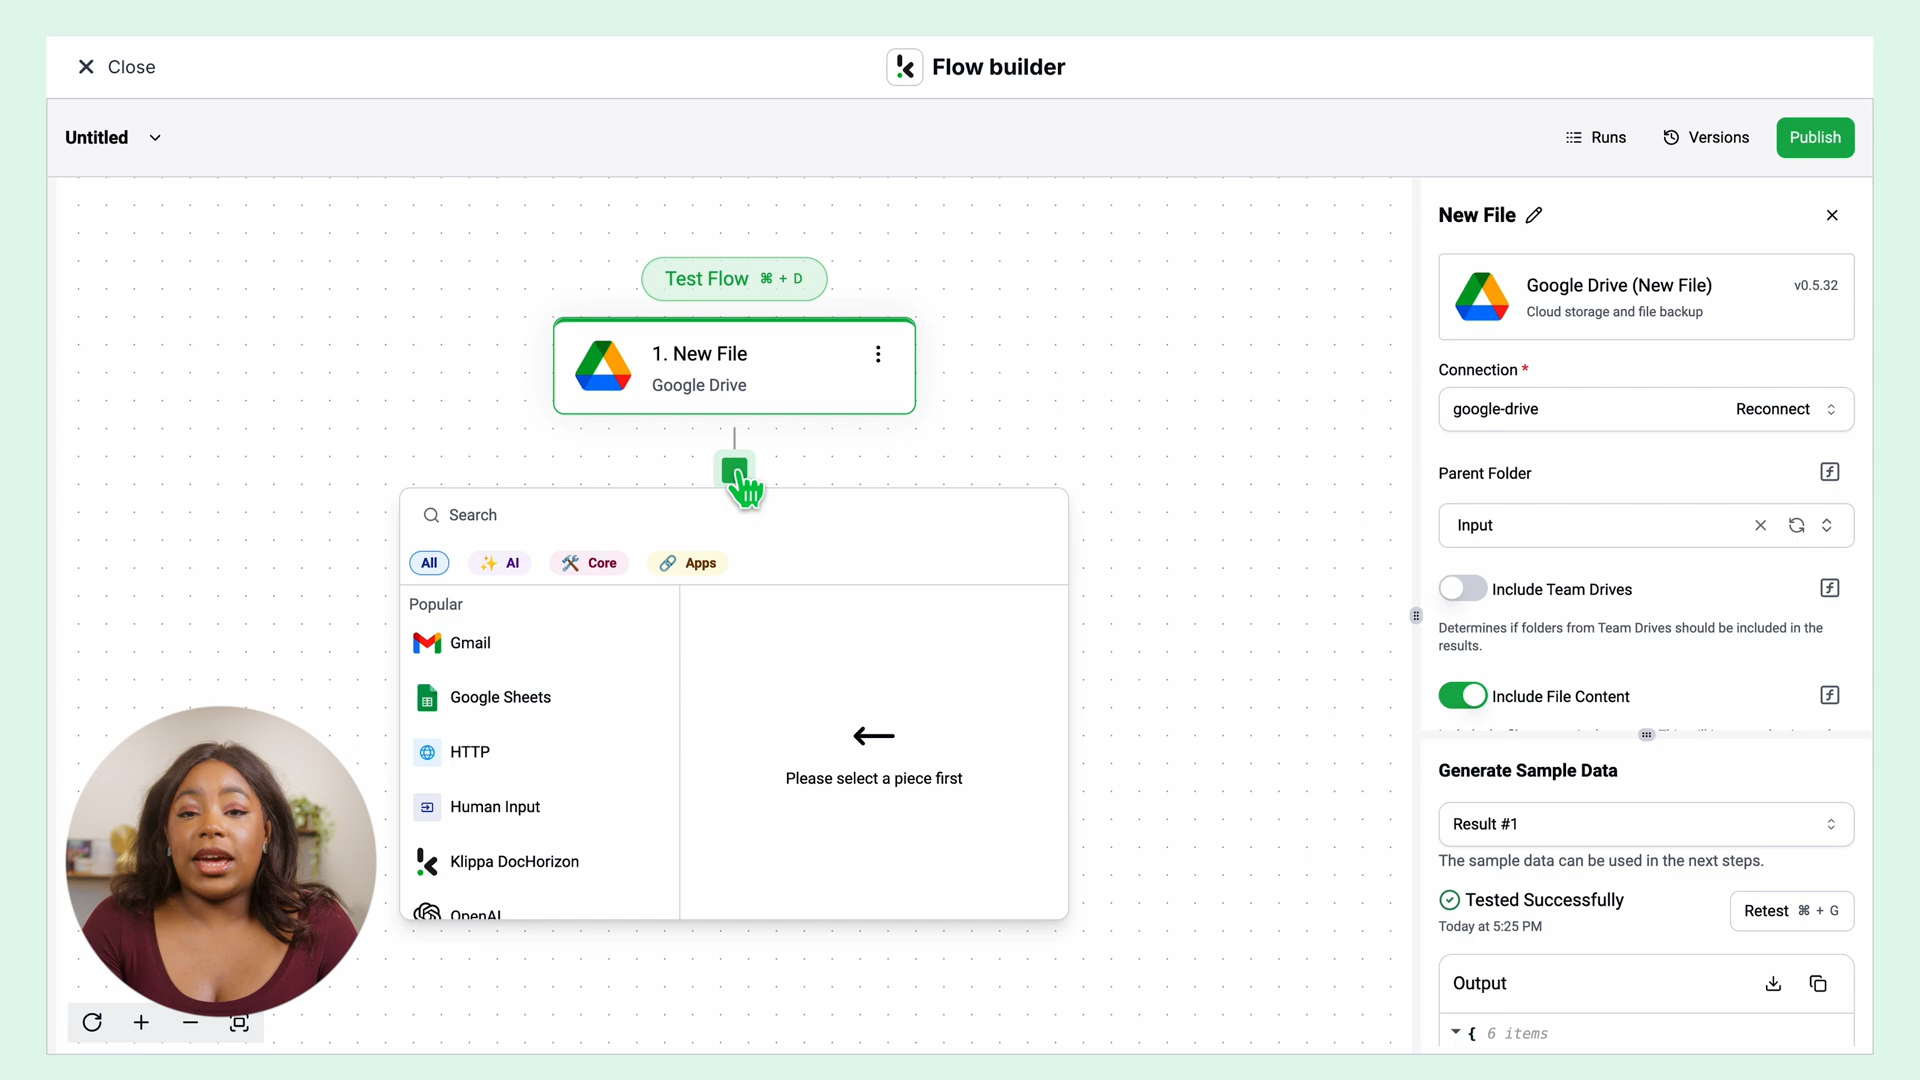 Close
Flow builder
Untitled
Runs
Versions
Publish
Test Flow ⌘ + D
1. New File
Google Drive
Search
All
AI
Core
Apps
Popular
Gmail
Google Sheets
HTTP
Human Input
Klippa DocHorizon
OpenAI
Please select a piece first
New File
Google Drive (New File)
v0.5.32
Cloud storage and file backup
Connection *
google-drive
Reconnect
Parent Folder
Input
Include Team Drives
Determines if folders from Team Drives should be included in the
results.
Include File Content
Generate Sample Data
Result #1
The sample data can be used in the next steps.
Tested Successfully
Today at 5:25 PM
Retest ⌘ + G
Output
{ 6 items